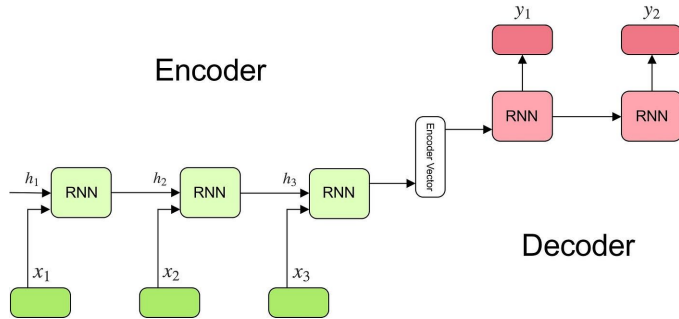 y₁ y₂
Encoder
RNN RNN
Encoder Vector
h₁ RNN h₂ RNN h₃ RNN
Decoder
x₁ x₂ x₃